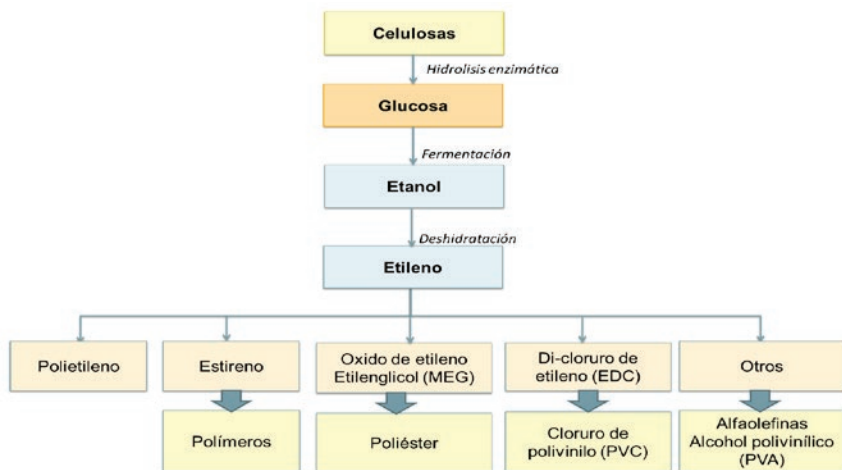 Celulosas
Hidrolisis enzimática
Glucosa
Fermentación
Etanol
Deshidratación
Etileno
Polietileno
Estireno
Oxido de etileno
Etilenglicol (MEG)
Di-cloruro de
etileno (EDC)
Otros
Polímeros
Poliéster
Cloruro de
polivinilo (PVC)
Alfaolefinas
Alcohol polivinílico
(PVA)